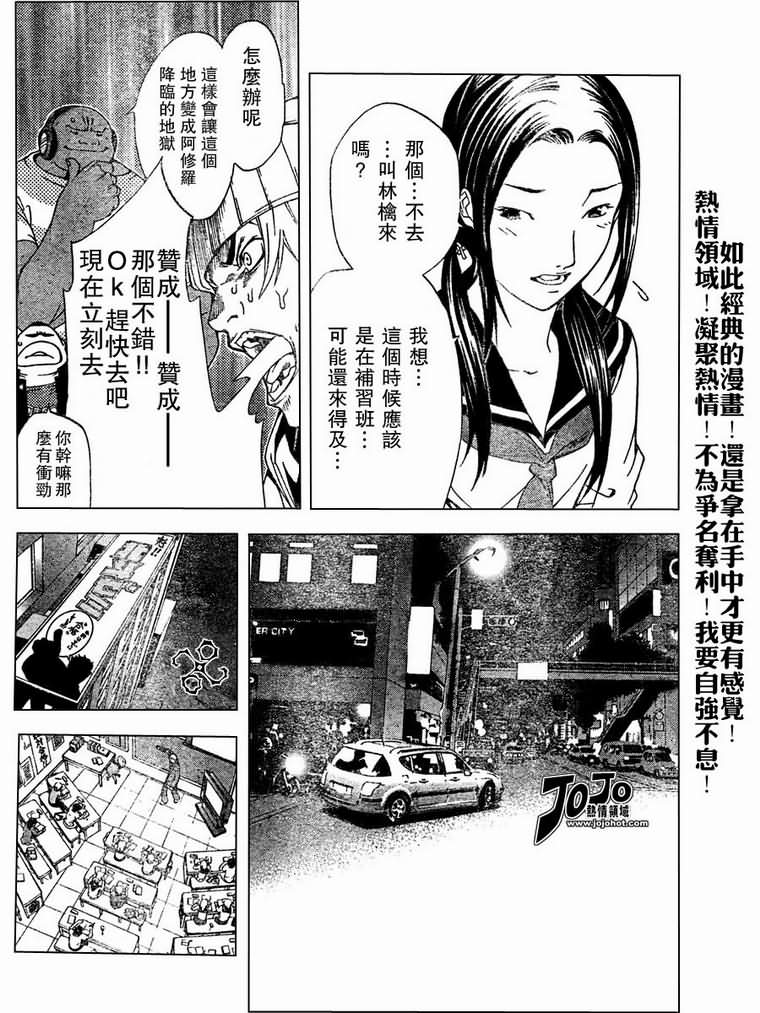 那個…不去
…叫林檎來
嗎？
我想…
這個時候應該
是在補習班…
可能還來得及…
怎麼辦呢
這樣會讓這個
地方變成阿修羅
降臨的地獄
贊成——贊成——
那個不錯!!
Ok 趕快去吧
現在立刻去
你幹嘛那
麼有衝勁
ER CITY
JOJO
熱情領域
www.jojohot.com
如此經典的漫畫！還是拿在手中才更有感覺！
熱情領域！凝聚熱情！不為爭名奪利！我要自強不息！